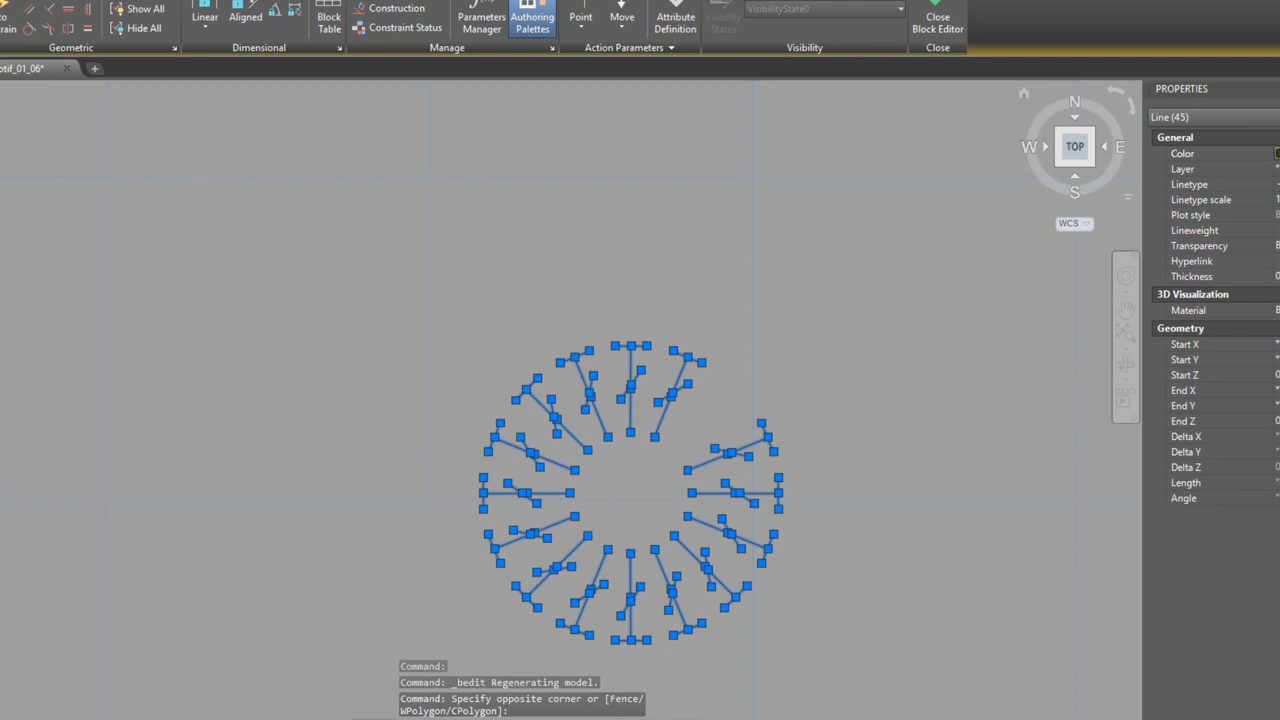 Show All
Hide All
Geometric
Linear
Aligned
Dimensional
Block
Table
Construction
Constraint Status
Parameters
Manager
Authoring
Palettes
Manage
Point
Move
Action Parameters
Attribute
Definition
Visibility
States
VisibilityState0
Visibility
Close
Block Editor
Close
otif_01_06*
N
W
TOP
E
S
WCS
PROPERTIES
Line (45)
General
Color
Layer
Linetype
Linetype scale
Plot style
Lineweight
Transparency
Hyperlink
Thickness
3D Visualization
Material
Geometry
Start X
Start Y
Start Z
End X
End Y
End Z
Delta X
Delta Y
Delta Z
Length
Angle
Command:
Command: _bedit Regenerating model.
Command: Specify opposite corner or [Fence/
WPolygon/CPolygon]: